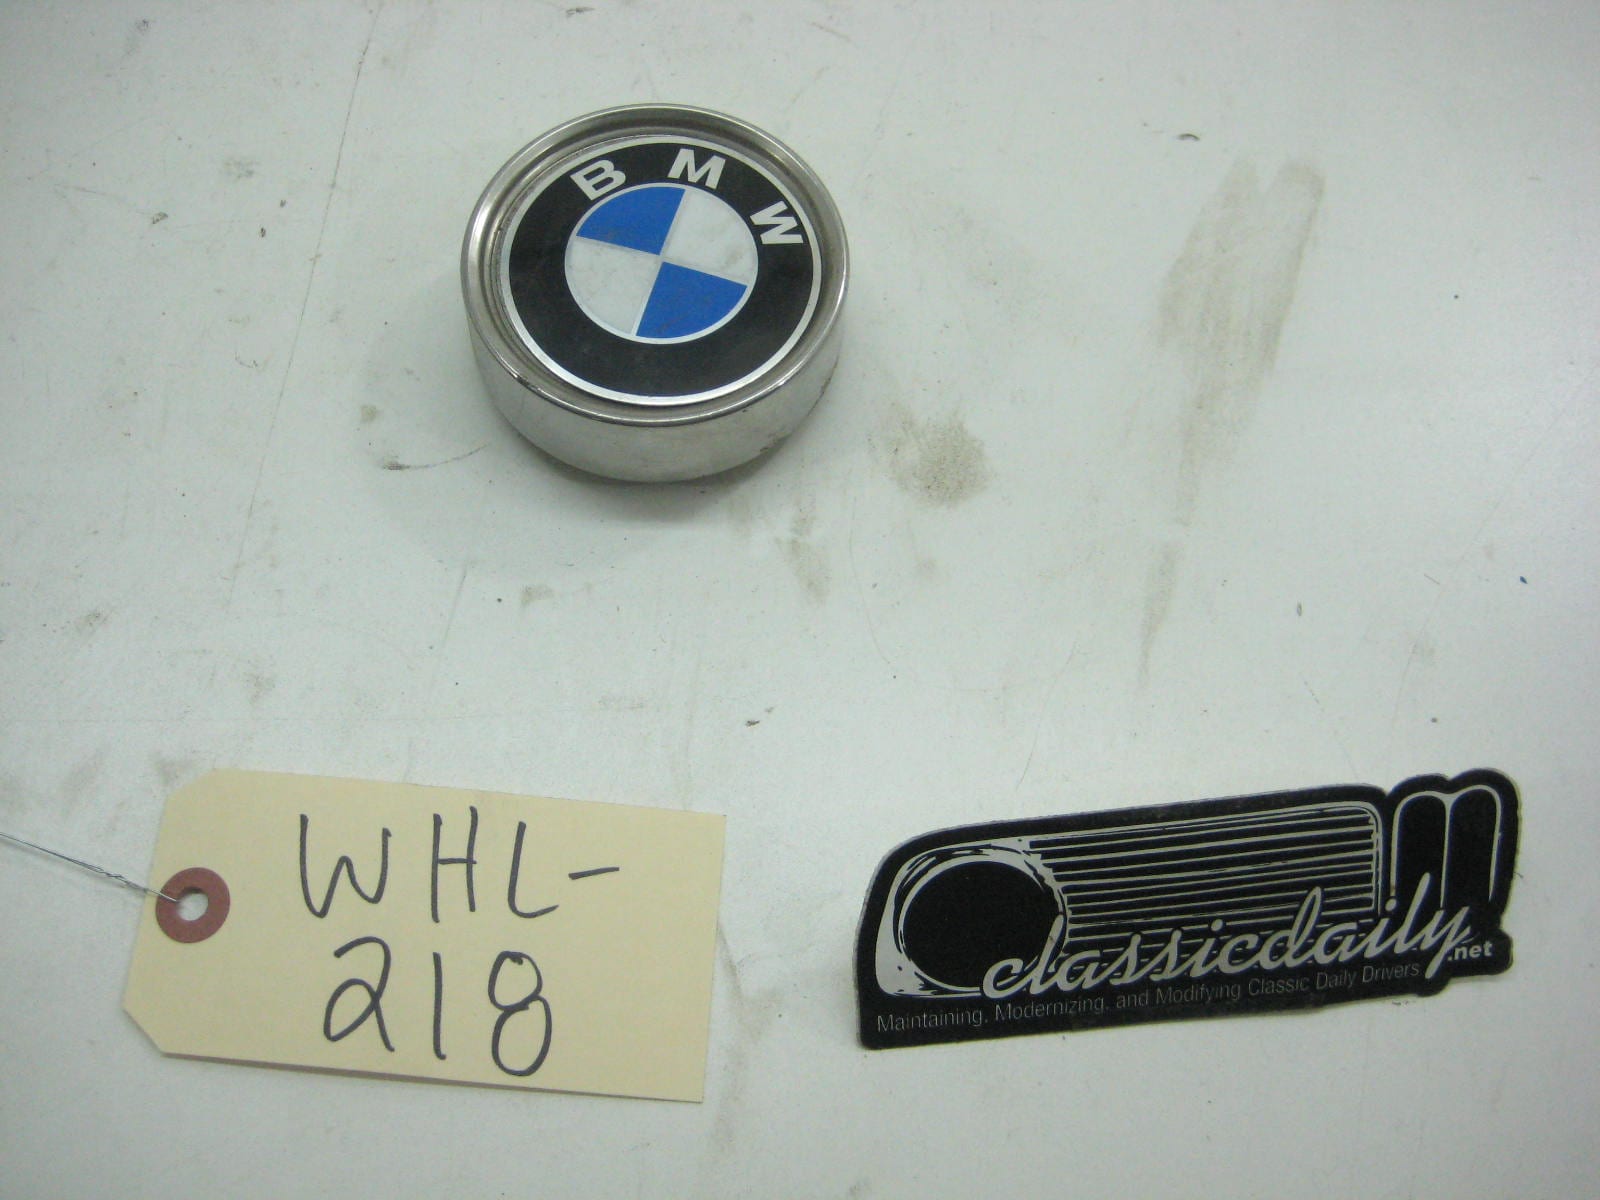 BMW
WHL-
218
classicdaily.net
Maintaining, Modernizing, and Modifying Classic Daily Drivers